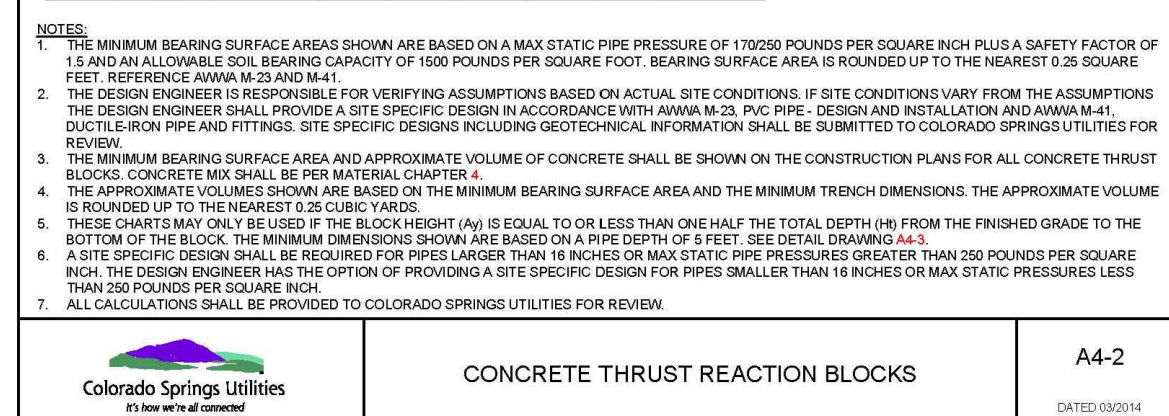 NOTES:
1. THE MINIMUM BEARING SURFACE AREAS SHOWN ARE BASED ON A MAX STATIC PIPE PRESSURE OF 170/250 POUNDS PER SQUARE INCH PLUS A SAFETY FACTOR OF
1.5 AND AN ALLOWABLE SOIL BEARING CAPACITY OF 1500 POUNDS PER SQUARE FOOT. BEARING SURFACE AREA IS ROUNDED UP TO THE NEAREST 0.25 SQUARE
FEET. REFERENCE AWWA M-23 AND M-41.
2. THE DESIGN ENGINEER IS RESPONSIBLE FOR VERIFYING ASSUMPTIONS BASED ON ACTUAL SITE CONDITIONS. IF SITE CONDITIONS VARY FROM THE ASSUMPTIONS
THE DESIGN ENGINEER SHALL PROVIDE A SITE SPECIFIC DESIGN IN ACCORDANCE WITH AWWA M-23, PVC PIPE - DESIGN AND INSTALLATION AND AWWA M-41,
DUCTILE-IRON PIPE AND FITTINGS. SITE SPECIFIC DESIGNS INCLUDING GEOTECHNICAL INFORMATION SHALL BE SUBMITTED TO COLORADO SPRINGS UTILITIES FOR
REVIEW.
3. THE MINIMUM BEARING SURFACE AREA AND APPROXIMATE VOLUME OF CONCRETE SHALL BE SHOWN ON THE CONSTRUCTION PLANS FOR ALL CONCRETE THRUST
BLOCKS. CONCRETE MIX SHALL BE PER MATERIAL CHAPTER 4.
4. THE APPROXIMATE VOLUMES SHOWN ARE BASED ON THE MINIMUM BEARING SURFACE AREA AND THE MINIMUM TRENCH DIMENSIONS. THE APPROXIMATE VOLUME
IS ROUNDED UP TO THE NEAREST 0.25 CUBIC YARDS.
5. THESE CHARTS MAY ONLY BE USED IF THE BLOCK HEIGHT (Ay) IS EQUAL TO OR LESS THAN ONE HALF THE TOTAL DEPTH (Ht) FROM THE FINISHED GRADE TO THE
BOTTOM OF THE BLOCK. THE MINIMUM DIMENSIONS SHOWN ARE BASED ON A PIPE DEPTH OF 5 FEET. SEE DETAIL DRAWING A4-3.
6. A SITE SPECIFIC DESIGN SHALL BE REQUIRED FOR PIPES LARGER THAN 16 INCHES OR MAX STATIC PIPE PRESSURES GREATER THAN 250 POUNDS PER SQUARE
INCH. THE DESIGN ENGINEER HAS THE OPTION OF PROVIDING A SITE SPECIFIC DESIGN FOR PIPES SMALLER THAN 16 INCHES OR MAX STATIC PRESSURES LESS
THAN 250 POUNDS PER SQUARE INCH.
7. ALL CALCULATIONS SHALL BE PROVIDED TO COLORADO SPRINGS UTILITIES FOR REVIEW.
Colorado Springs Utilities
It's how we're all connected
CONCRETE THRUST REACTION BLOCKS
A4-2
DATED 03/2014